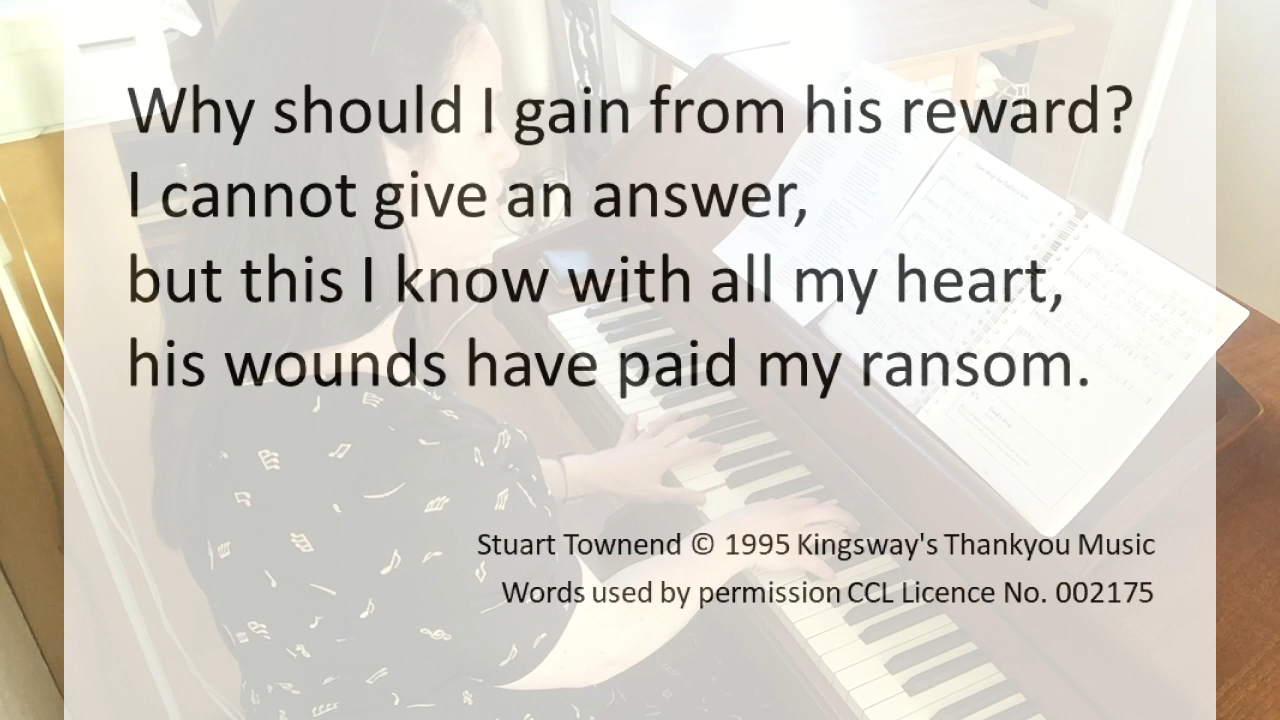 Why should I gain from his reward?
I cannot give an answer,
but this I know with all my heart,
his wounds have paid my ransom.
Stuart Townend © 1995 Kingsway's Thankyou Music
Words used by permission CCL Licence No. 002175